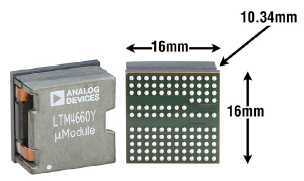 10.34mm
16mm
ANALOG
DEVICES
LTM4660Y
µModule
16mm